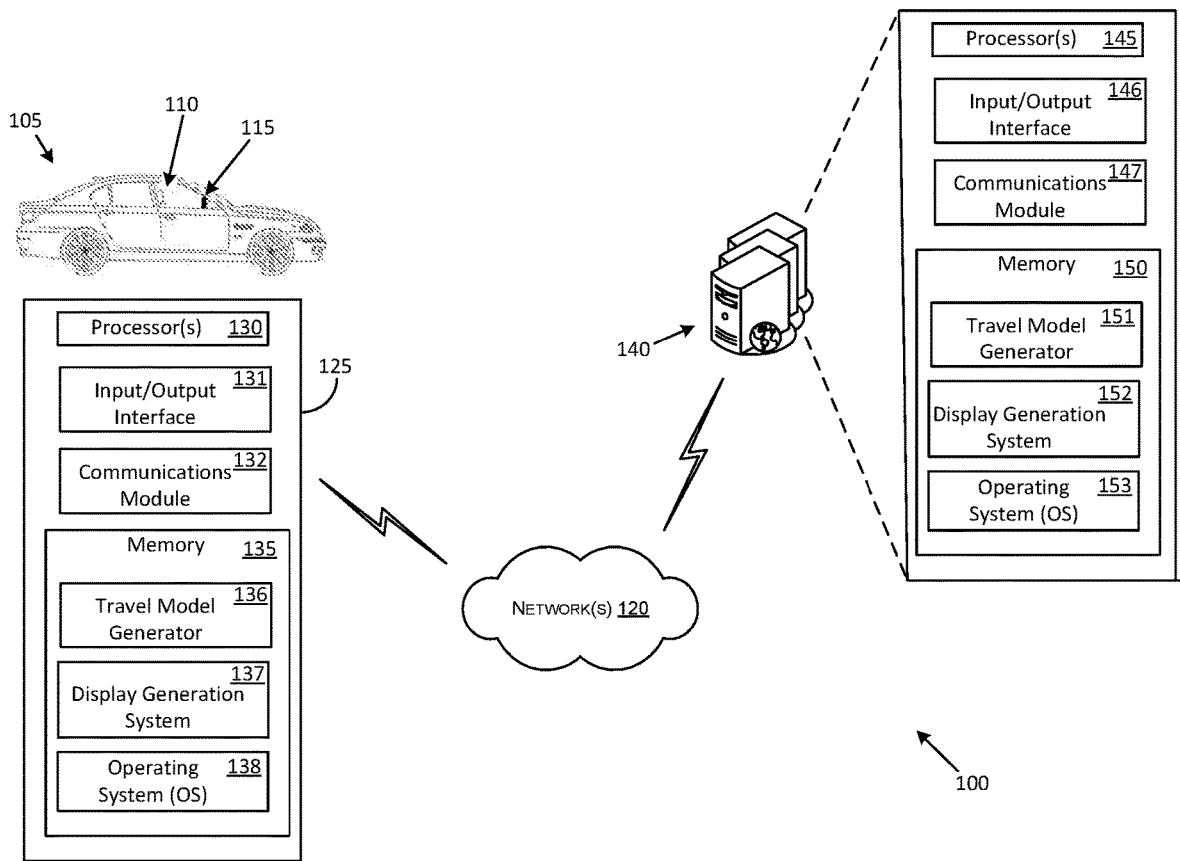 105
110
115
Processor(s) 130
Input/Output 131
Interface
125
Communications 132
Module
Memory 135
Travel Model 136
Generator
Display Generation 137
System
Operating 138
System (OS)
NETWORK(S) 120
140
Processor(s) 145
Input/Output 146
Interface
Communications 147
Module
Memory 150
Travel Model 151
Generator
Display Generation 152
System
Operating 153
System (OS)
100